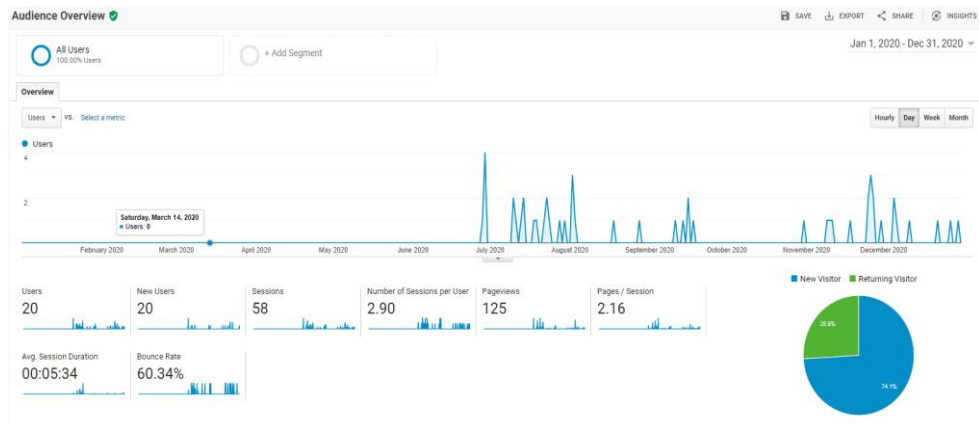 Audience Overview
SAVE EXPORT SHARE INSIGHTS
All Users
100.00% Users
+ Add Segment
Jan 1, 2020 - Dec 31, 2020
Overview
Users VS. Select a metric
Hourly Day Week Month
Users
4
2
Saturday, March 14, 2020
Users: 0
February 2020 March 2020 April 2020 May 2020 June 2020 July 2020 August 2020 September 2020 October 2020 November 2020 December 2020
New Visitor Returning Visitor
Users
20
New Users
20
Sessions
58
Number of Sessions per User
2.90
Pageviews
125
Pages / Session
2.16
Avg. Session Duration
00:05:34
Bounce Rate
60.34%
25.9%
74.1%